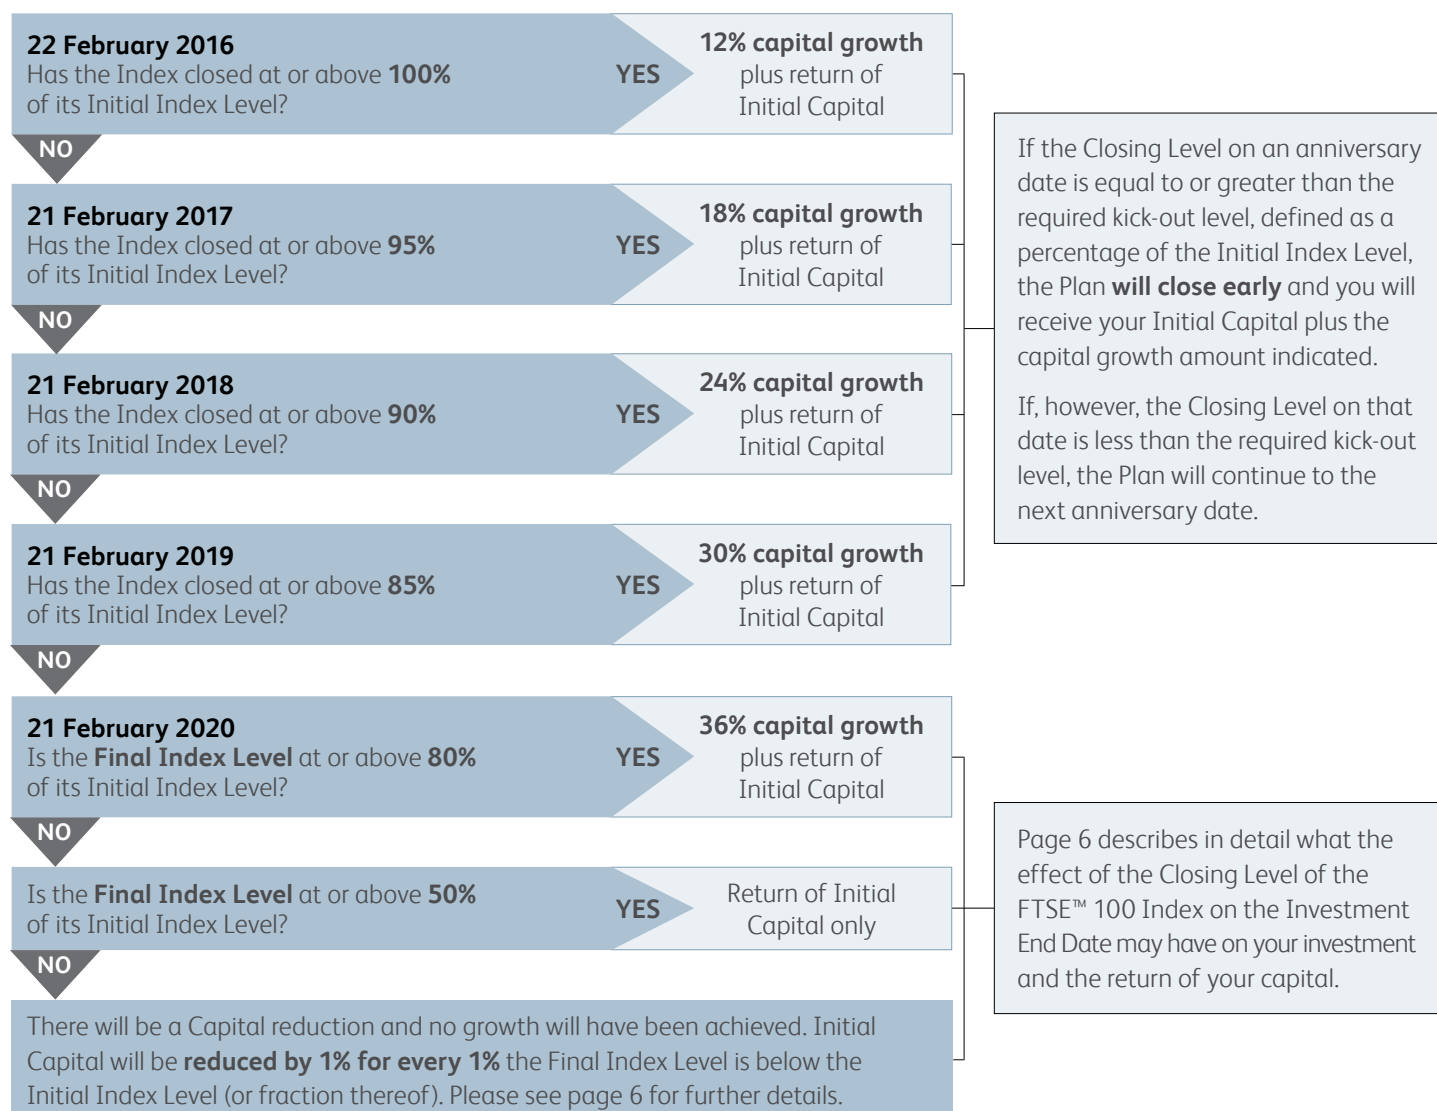 22 February 2016
Has the Index closed at or above 100%
of its Initial Index Level?
YES
12% capital growth
plus return of
Initial Capital
NO
21 February 2017
Has the Index closed at or above 95%
of its Initial Index Level?
YES
18% capital growth
plus return of
Initial Capital
NO
21 February 2018
Has the Index closed at or above 90%
of its Initial Index Level?
YES
24% capital growth
plus return of
Initial Capital
NO
21 February 2019
Has the Index closed at or above 85%
of its Initial Index Level?
YES
30% capital growth
plus return of
Initial Capital
NO
If the Closing Level on an anniversary
date is equal to or greater than the
required kick-out level, defined as a
percentage of the Initial Index Level,
the Plan will close early and you will
receive your Initial Capital plus the
capital growth amount indicated.
If, however, the Closing Level on that
date is less than the required kick-out
level, the Plan will continue to the
next anniversary date.
21 February 2020
Is the Final Index Level at or above 80%
of its Initial Index Level?
YES
36% capital growth
plus return of
Initial Capital
NO
Is the Final Index Level at or above 50%
of its Initial Index Level?
YES
Return of Initial
Capital only
NO
There will be a Capital reduction and no growth will have been achieved. Initial
Capital will be reduced by 1% for every 1% the Final Index Level is below the
Initial Index Level (or fraction thereof). Please see page 6 for further details.
Page 6 describes in detail what the
effect of the Closing Level of the
FTSE™ 100 Index on the Investment
End Date may have on your investment
and the return of your capital.